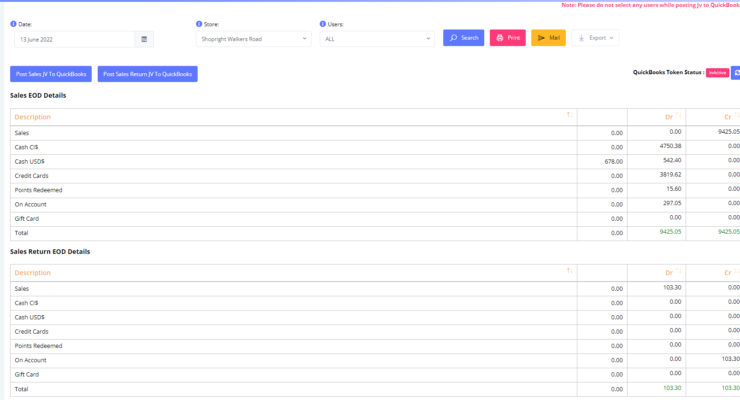 Note: Please do not select any users while posting Jv to QuickBook
Date: Store: Users:
13 June 2022 Shopright Walkers Road ALL Search Print Mail Export
Post Sales JV To QuickBooks Post Sales Return JV To QuickBooks QuickBooks Token Status : InActive
Sales EOD Details
Description Dr Cr
Sales 0.00 0.00 9425.05
Cash CI$ 0.00 4750.38 0.00
Cash USD$ 678.00 542.40 0.00
Credit Cards 0.00 3819.62 0.00
Points Redeemed 0.00 15.60 0.00
On Account 0.00 297.05 0.00
Gift Card 0.00 0.00 0.00
Total 0.00 9425.05 9425.05
Sales Return EOD Details
Description Dr Cr
Sales 0.00 103.30 0.00
Cash CI$ 0.00 0.00 0.00
Cash USD$ 0.00 0.00 0.00
Credit Cards 0.00 0.00 0.00
Points Redeemed 0.00 0.00 0.00
On Account 0.00 0.00 103.30
Gift Card 0.00 0.00 0.00
Total 0.00 103.30 103.30